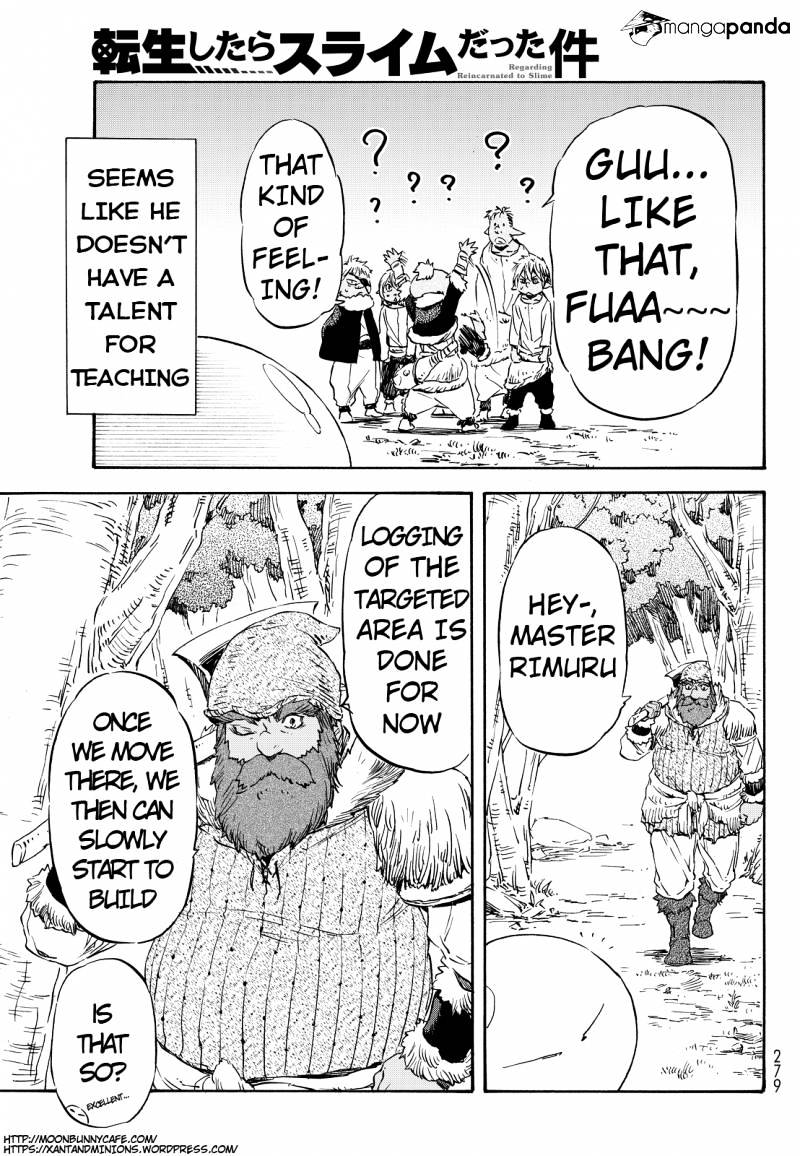 mangapanda
転生したらスライムだった件
Regarding
Reincarnated to Slime
GUU...
LIKE
THAT,
FUAA~~~
BANG!
?
?
?
?
?
?
THAT
KIND
OF
FEEL-
ING!
SEEMS
LIKE HE
DOESN'T
HAVE A
TALENT
FOR
TEACHING
HEY-,
MASTER
RIMURU
LOGGING
OF THE
TARGETED
AREA IS
DONE
FOR
NOW
ONCE
WE MOVE
THERE, WE
THEN CAN
SLOWLY
START TO
BUILD
IS
THAT
SO?
EXCELLENT...
279
HTTP://MOONBUNNYCAFE.COM/
HTTPS://XANTANDMINIONS.WORDPRESS.COM/